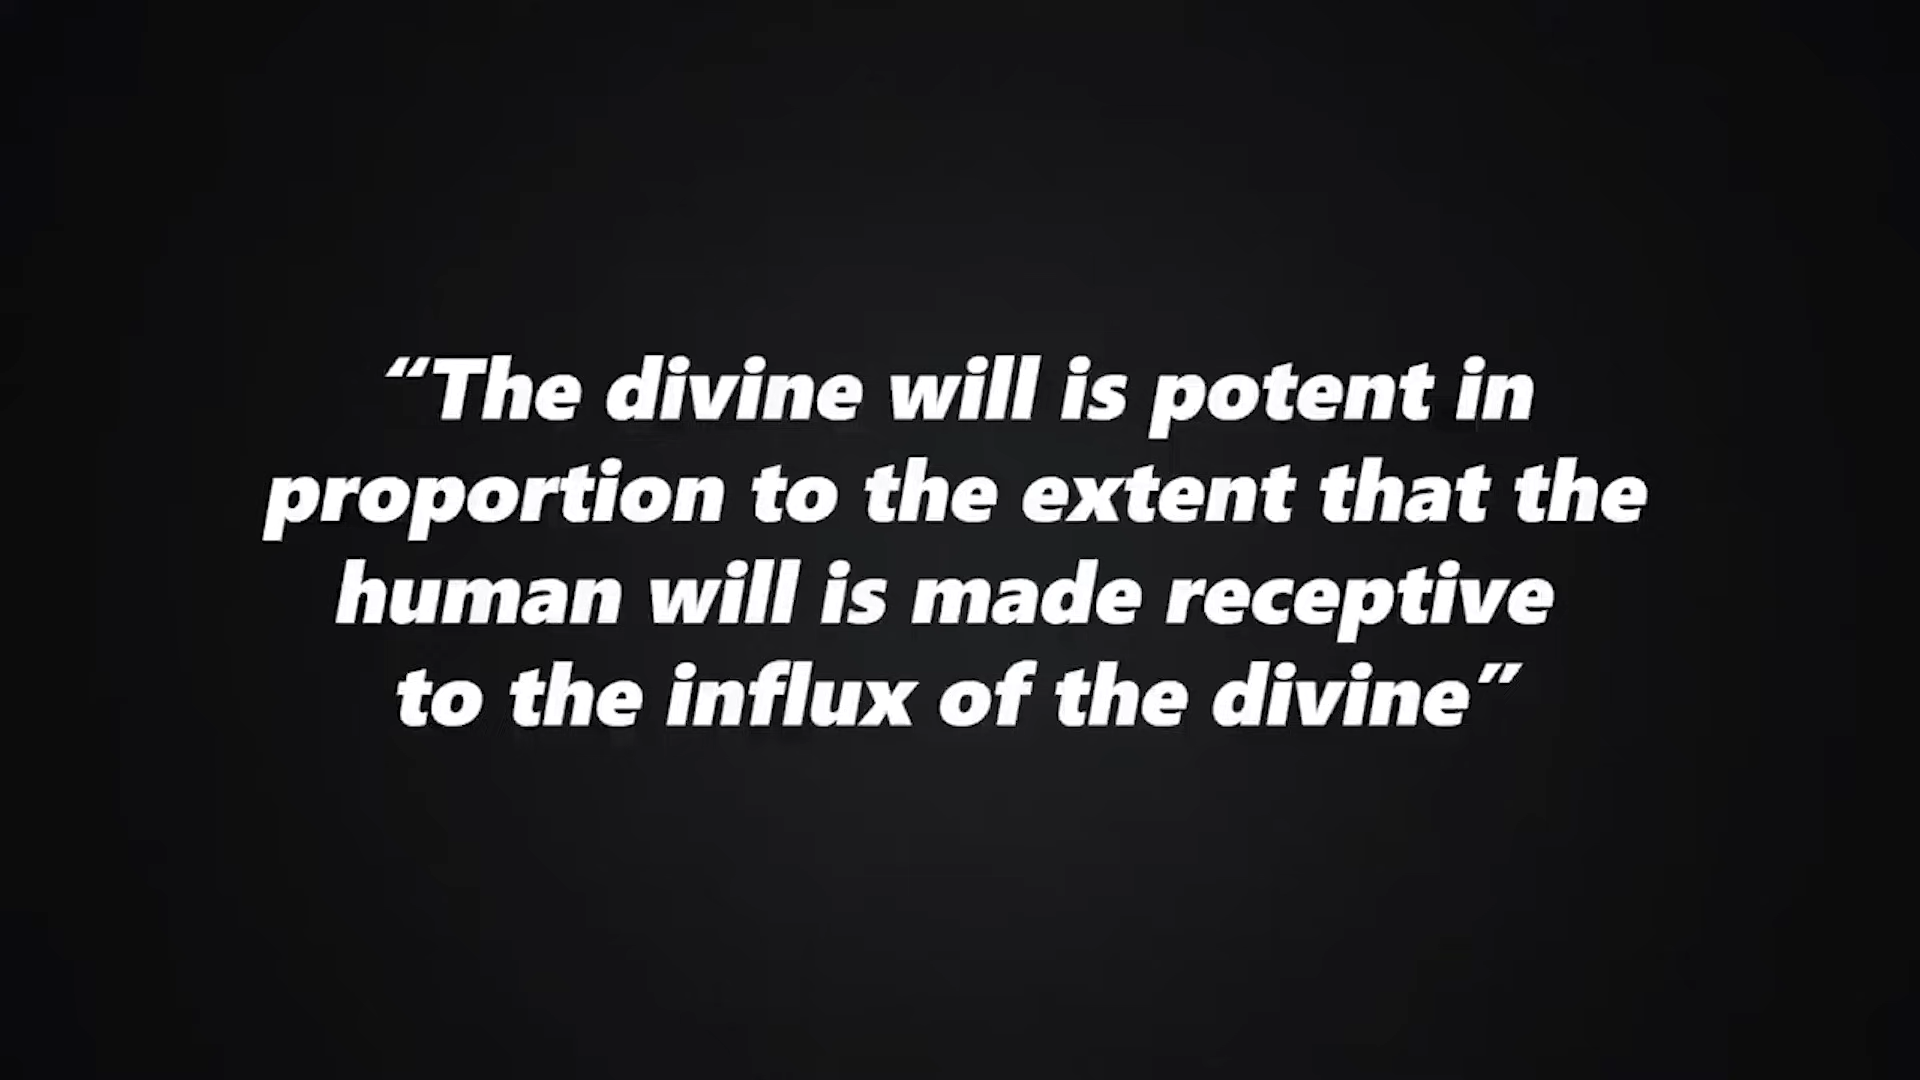 “The divine will is potent in
proportion to the extent that the
human will is made receptive
to the influx of the divine”